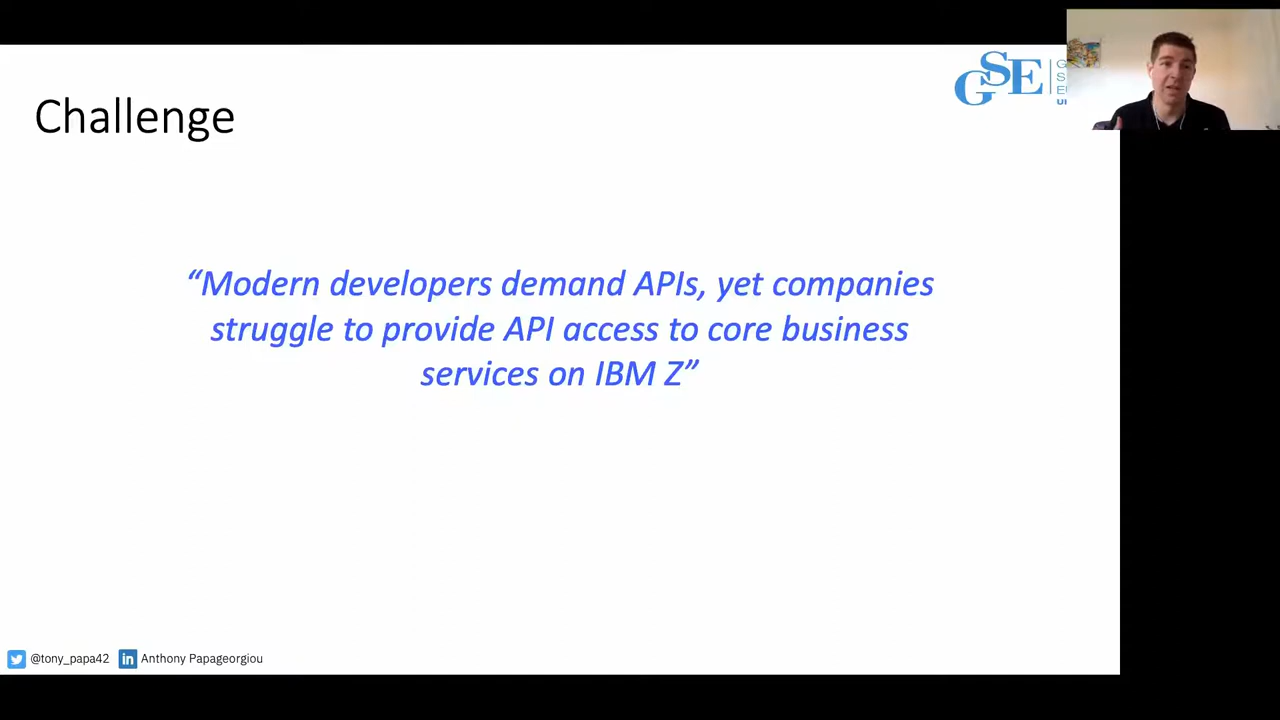 GSE
Challenge
“Modern developers demand APIs, yet companies
struggle to provide API access to core business
services on IBM Z”
@tony_papa42 Anthony Papageorgiou